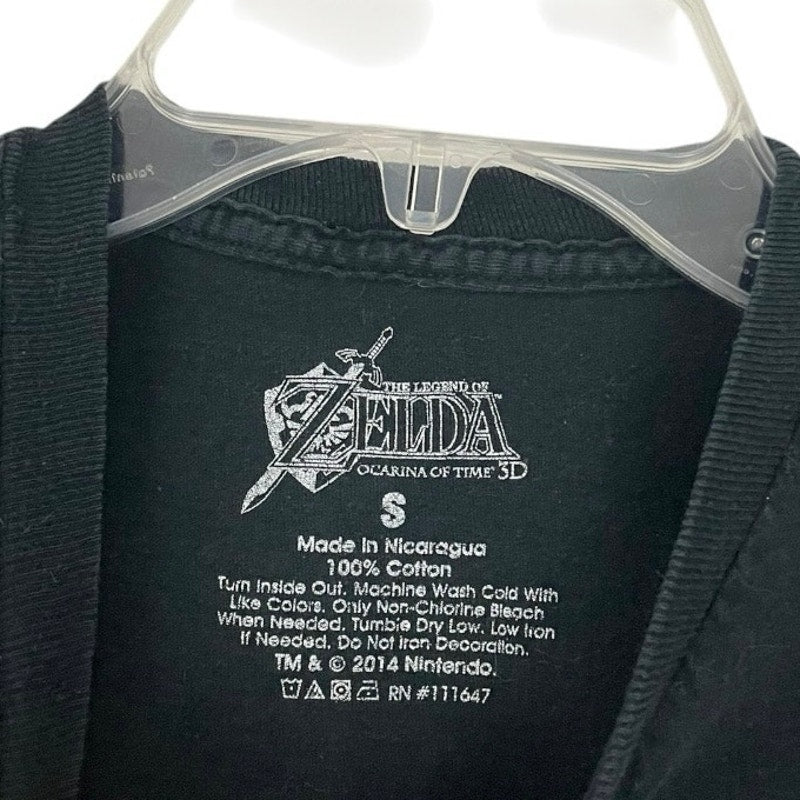 THE LEGEND OF
ZELDA™
OCARINA OF TIME 3D
S
Made In Nicaragua
100% Cotton
Turn Inside Out. Machine Wash Cold With
Like Colors. Only Non-Chlorine Bleach
When Needed. Tumble Dry Low. Low Iron
If Needed. Do Not Iron Decoration.
TM & © 2014 Nintendo.
RN #111647